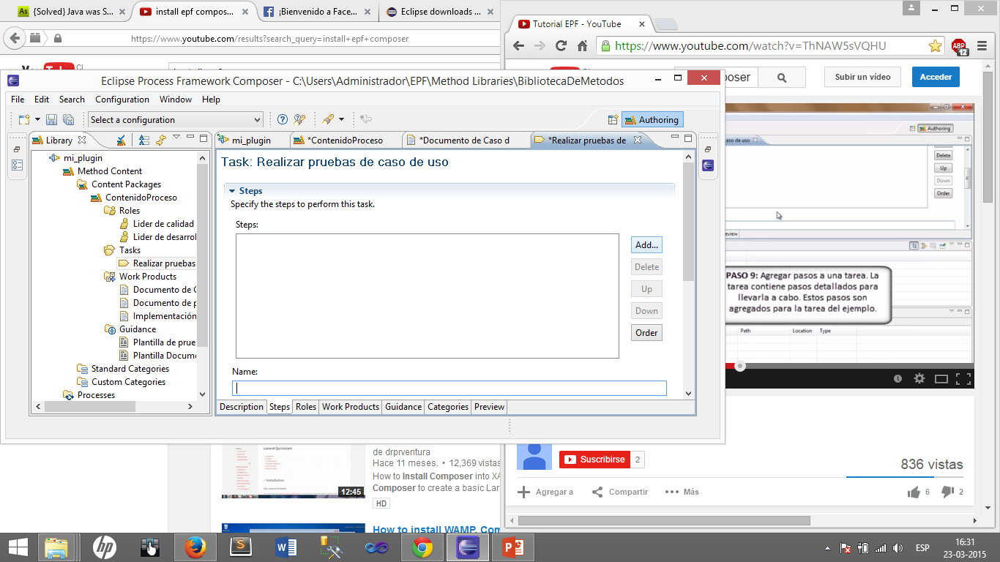 {Solved} Java was S...
install epf compos...
¡Bienvenido a Face...
Eclipse downloads ...
https://www.youtube.com/results?search_query=install+epf+composer
Tutorial EPF - YouTube
https://www.youtube.com/watch?v=ThNAW5sVQHU
ABP
12
Subir un vídeo
Acceder
Eclipse Process Framework Composer - C:\Users\Administrador\EPF\Method Libraries\BibliotecaDeMetodos
File Edit Search Configuration Window Help
Select a configuration
Authoring
Library
mi_plugin
*ContenidoProceso
*Documento de Caso d
*Realizar pruebas de
mi_plugin
Method Content
Content Packages
ContenidoProceso
Roles
Lider de calidad
Lider de desarrol
Tasks
Realizar pruebas
Work Products
Documento de C
Documento de p
Implementación
Guidance
Plantilla de prue
Plantilla Docume
Standard Categories
Custom Categories
Processes
Task: Realizar pruebas de caso de uso
Steps
Specify the steps to perform this task.
Steps:
Add...
Delete
Up
Down
Order
Name:
Description Steps Roles Work Products Guidance Categories Preview
Authoring
aso de uso
Delete
Up
Down
Order
PASO 9: Agregar pasos a una tarea. La
tarea contiene pasos detallados para
llevarla a cabo. Estos pasos son
agregados para la tarea del ejemplo.
Path Location Type
Suscribirse 2
836 vistas
Agregar a Compartir Más 6 2
Laravel Quickstart
Installation
12:45
de drprventura
Hace 11 meses. • 12,369 vistas
How to Install Composer into XA
Composer to create a basic Lar
HD
How to install WAMP, Com
hp
ESP
16:31
23-03-2015